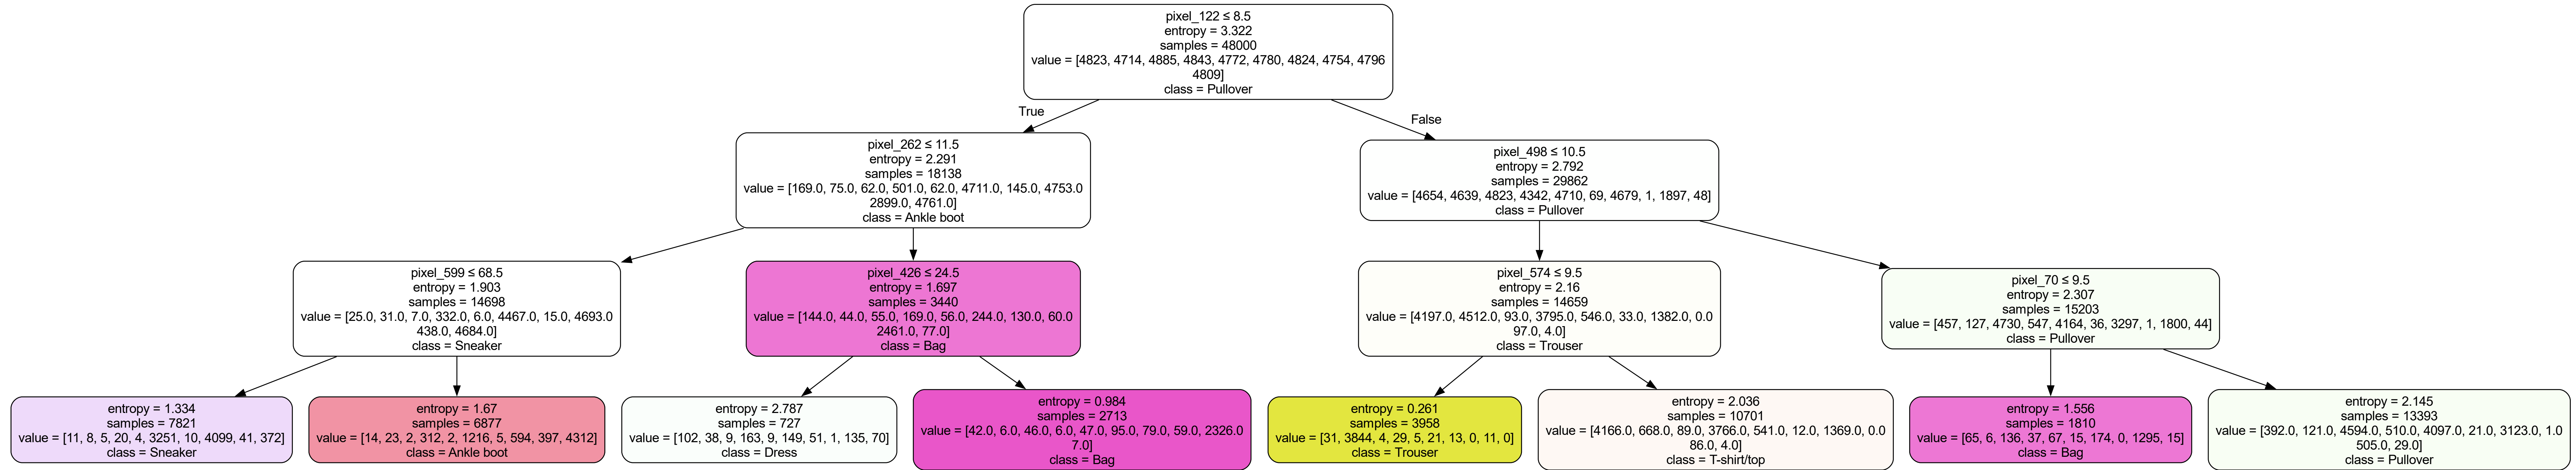 pixel_122 ≤ 8.5
entropy = 3.322
samples = 48000
value = [4823, 4714, 4885, 4843, 4772, 4780, 4824, 4754, 4796
4809]
class = Pullover
True
False
pixel_262 ≤ 11.5
entropy = 2.291
samples = 18138
value = [169.0, 75.0, 62.0, 501.0, 62.0, 4711.0, 145.0, 4753.0
2899.0, 4761.0]
class = Ankle boot
pixel_498 ≤ 10.5
entropy = 2.792
samples = 29862
value = [4654, 4639, 4823, 4342, 4710, 69, 4679, 1, 1897, 48]
class = Pullover
pixel_599 ≤ 68.5
entropy = 1.903
samples = 14698
value = [25.0, 31.0, 7.0, 332.0, 6.0, 4467.0, 15.0, 4693.0
438.0, 4684.0]
class = Sneaker
pixel_426 ≤ 24.5
entropy = 1.697
samples = 3440
value = [144.0, 44.0, 55.0, 169.0, 56.0, 244.0, 130.0, 60.0
2461.0, 77.0]
class = Bag
pixel_574 ≤ 9.5
entropy = 2.16
samples = 14659
value = [4197.0, 4512.0, 93.0, 3795.0, 546.0, 33.0, 1382.0, 0.0
97.0, 4.0]
class = Trouser
pixel_70 ≤ 9.5
entropy = 2.307
samples = 15203
value = [457, 127, 4730, 547, 4164, 36, 3297, 1, 1800, 44]
class = Pullover
entropy = 1.334
samples = 7821
value = [11, 8, 5, 20, 4, 3251, 10, 4099, 41, 372]
class = Sneaker
entropy = 1.67
samples = 6877
value = [14, 23, 2, 312, 2, 1216, 5, 594, 397, 4312]
class = Ankle boot
entropy = 2.787
samples = 727
value = [102, 38, 9, 163, 9, 149, 51, 1, 135, 70]
class = Dress
entropy = 0.984
samples = 2713
value = [42.0, 6.0, 46.0, 6.0, 47.0, 95.0, 79.0, 59.0, 2326.0
7.0]
class = Bag
entropy = 0.261
samples = 3958
value = [31, 3844, 4, 29, 5, 21, 13, 0, 11, 0]
class = Trouser
entropy = 2.036
samples = 10701
value = [4166.0, 668.0, 89.0, 3766.0, 541.0, 12.0, 1369.0, 0.0
86.0, 4.0]
class = T-shirt/top
entropy = 1.556
samples = 1810
value = [65, 6, 136, 37, 67, 15, 174, 0, 1295, 15]
class = Bag
entropy = 2.145
samples = 13393
value = [392.0, 121.0, 4594.0, 510.0, 4097.0, 21.0, 3123.0, 1.0
505.0, 29.0]
class = Pullover